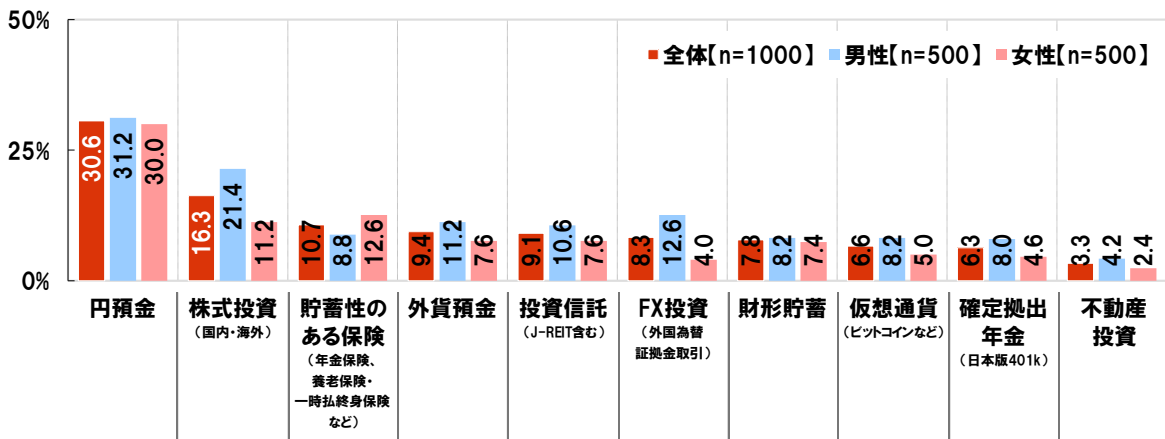 50%
25%
0%
全体【n=1000】 男性【n=500】 女性【n=500】
30.6 31.2 30.0
16.3 21.4 11.2
10.7 8.8 12.6
9.4 11.2 7.6
9.1 10.6 7.6
8.3 12.6 4.0
7.8 8.2 7.4
6.6 8.2 5.0
6.3 8.0 4.6
3.3 4.2 2.4
円預金
株式投資
（国内・海外）
貯蓄性の
ある保険
（年金保険、
養老保険・
一時払終身保険
など）
外貨預金
投資信託
（J-REIT含む）
FX投資
（外国為替
証拠金取引）
財形貯蓄
仮想通貨
（ビットコインなど）
確定拠出
年金
（日本版401k）
不動産
投資